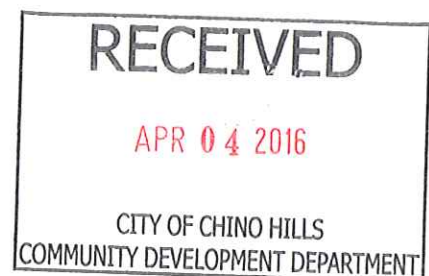 RECEIVED
APR 04 2016
CITY OF CHINO HILLS
COMMUNITY DEVELOPMENT DEPARTMENT